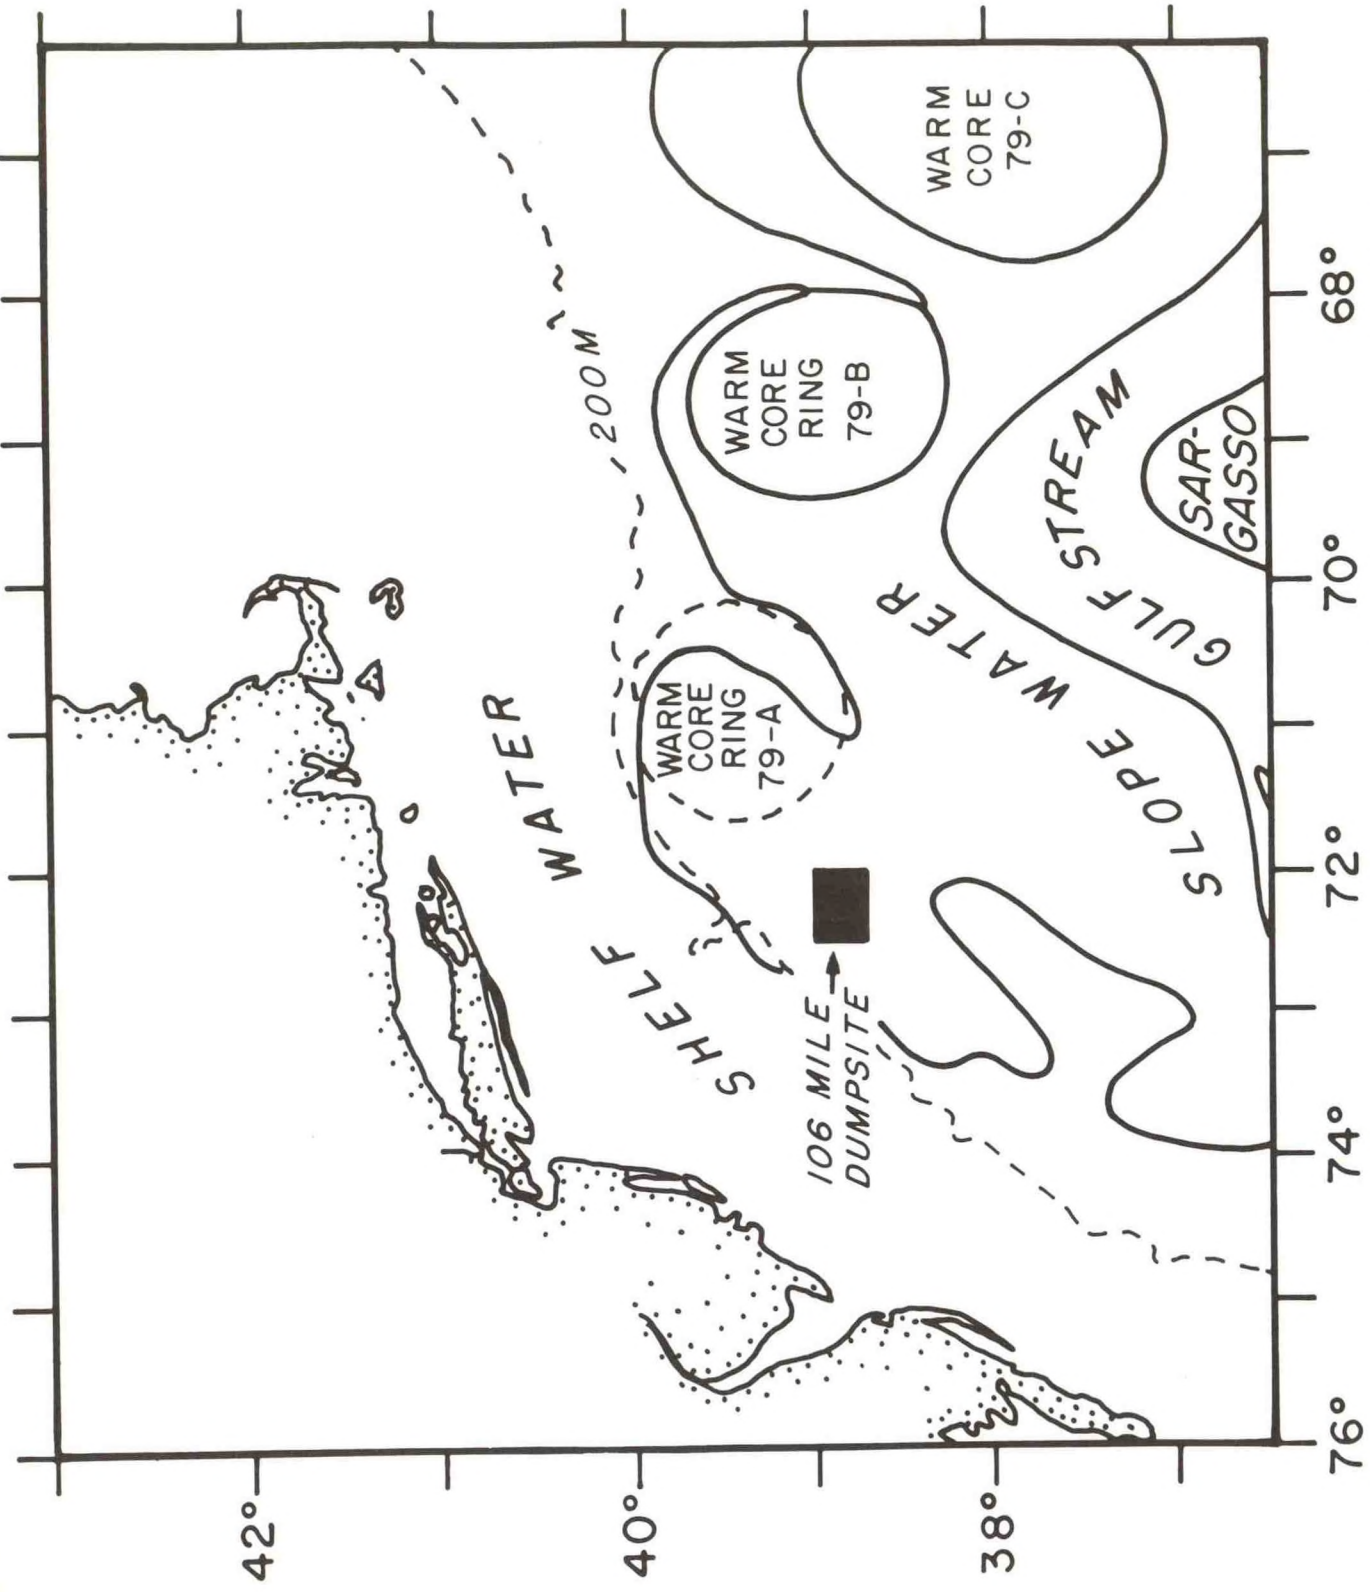 42°
40°
38°
76°
74°
72°
70°
68°
SHELF WATER
200M
WARM
CORE
RING
79-A
WARM
CORE
RING
79-B
WARM
CORE
79-C
106 MILE
DUMPSITE
SLOPE WATER
GULF STREAM
SAR-
GASSO